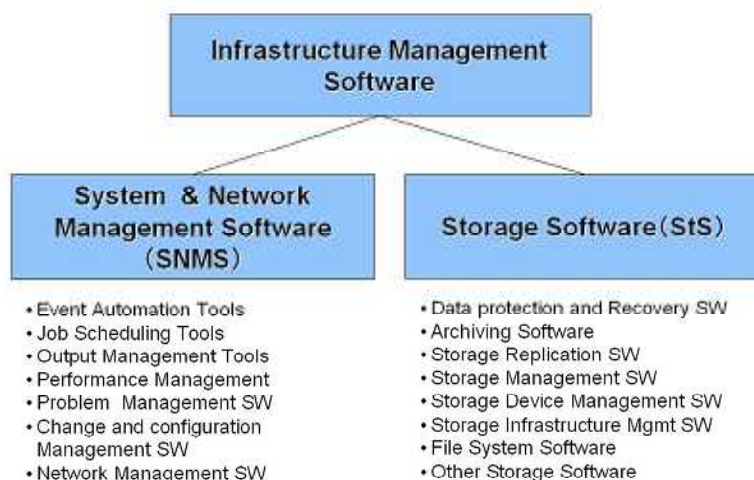 Infrastructure Management
Software
System & Network
Management Software
(SNMS)
• Event Automation Tools
• Job Scheduling Tools
• Output Management Tools
• Performance Management
• Problem Management SW
• Change and configuration
Management SW
• Network Management SW
Storage Software(StS)
• Data protection and Recovery SW
• Archiving Software
• Storage Replication SW
• Storage Management SW
• Storage Device Management SW
• Storage Infrastructure Mgmt SW
• File System Software
• Other Storage Software